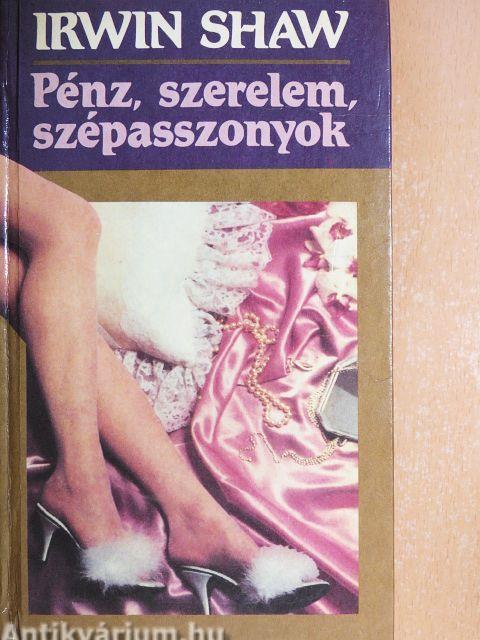 IRWIN SHAW
Pénz, szerelem,
szépasszonyok
Antikvárium.hu